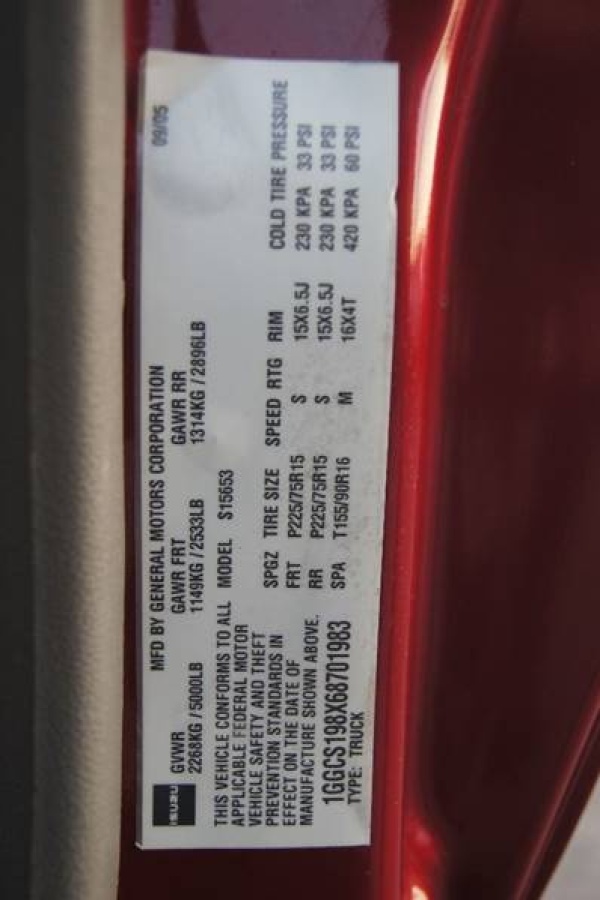 ISUZU
MFD BY GENERAL MOTORS CORPORATION 09/05
GVWR GAWR FRT GAWR RR
2268KG / 5000LB 1149KG / 2533LB 1314KG / 2896LB
THIS VEHICLE CONFORMS TO ALL
APPLICABLE FEDERAL MOTOR
VEHICLE SAFETY AND THEFT
PREVENTION STANDARDS IN
EFFECT ON THE DATE OF
MANUFACTURE SHOWN ABOVE.
1GGCS198X68701983
TYPE: TRUCK
MODEL S15653
SPGZ TIRE SIZE SPEED RTG RIM COLD TIRE PRESSURE
FRT P225/75R15 S 15X6.5J 230 KPA 33 PSI
RR P225/75R15 S 15X6.5J 230 KPA 33 PSI
SPA T155/90R16 M 16X4T 420 KPA 60 PSI